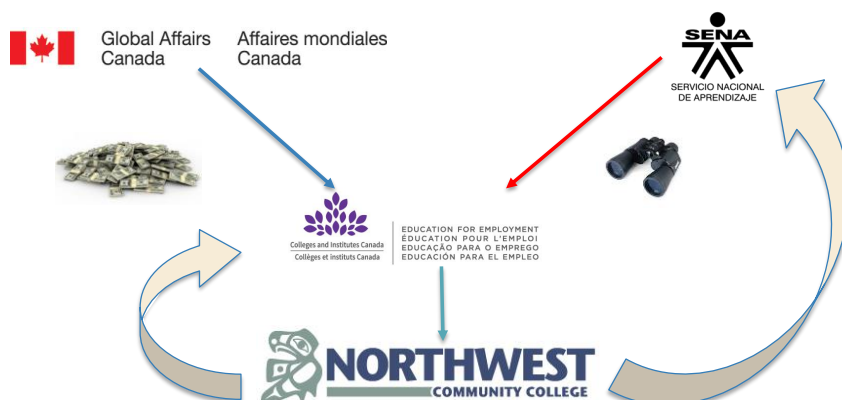 Global Affairs Canada
Affaires mondiales Canada
SENA
SERVICIO NACIONAL
DE APRENDIZAJE
Colleges and Institutes Canada
Collèges et instituts Canada
EDUCATION FOR EMPLOYMENT
ÉDUCATION POUR L'EMPLOI
EDUCAÇÃO PARA O EMPREGO
EDUCACIÓN PARA EL EMPLEO
NORTHWEST
COMMUNITY COLLEGE